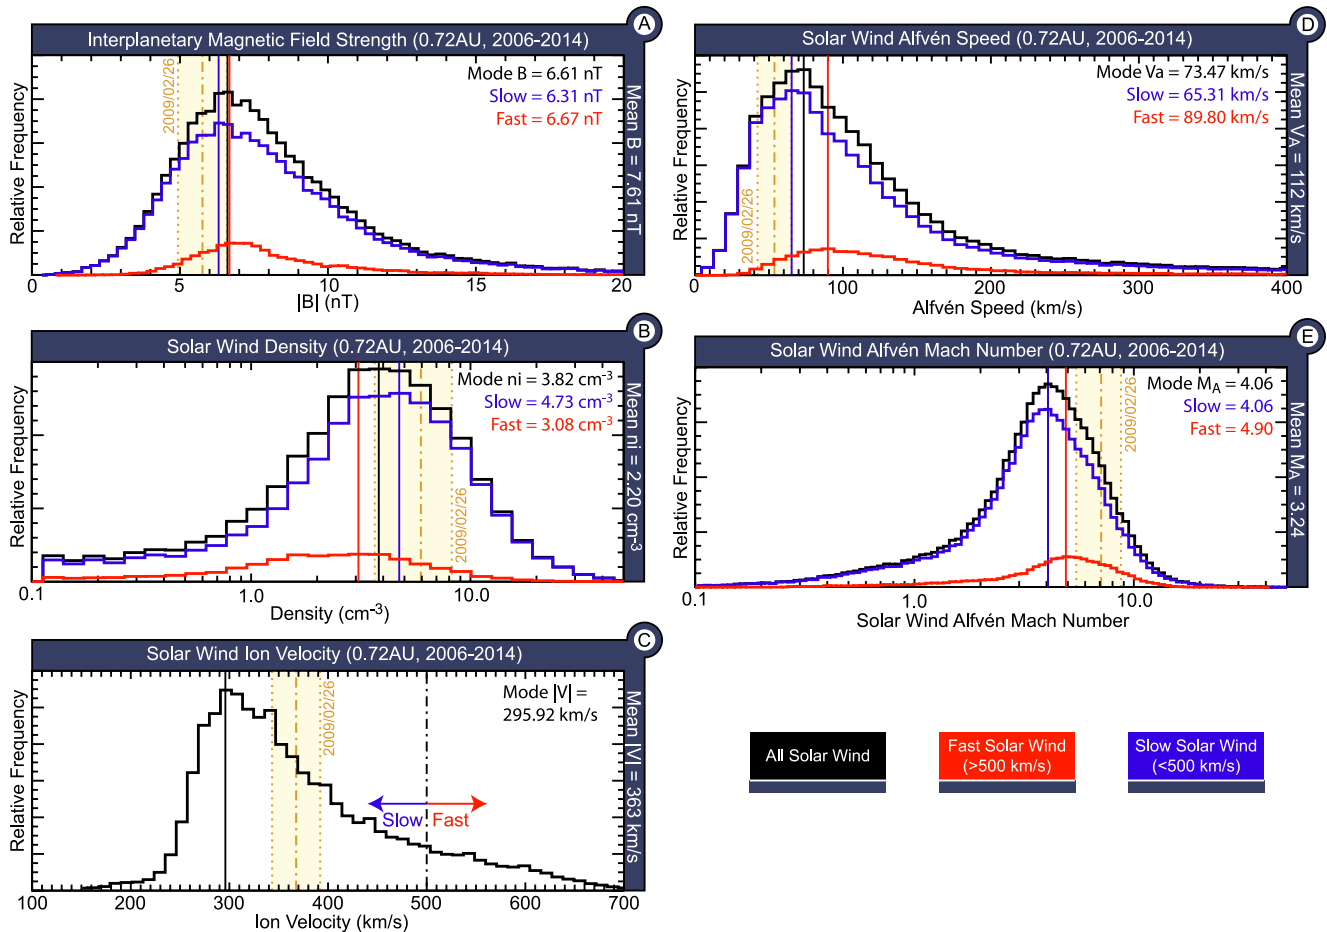 A
Interplanetary Magnetic Field Strength (0.72AU, 2006-2014)
Mean B = 7.61 nT
Relative Frequency
2009/02/26
Mode B = 6.61 nT
Slow = 6.31 nT
Fast = 6.67 nT
0 5 10 15 20
|B| (nT)
B
Solar Wind Density (0.72AU, 2006-2014)
Mean ni = 2.20 cm-3
Relative Frequency
2009/02/26
Mode ni = 3.82 cm-3
Slow = 4.73 cm-3
Fast = 3.08 cm-3
0.1 1.0 10.0
Density (cm-3)
C
Solar Wind Ion Velocity (0.72AU, 2006-2014)
Mean |V| = 363 km/s
Relative Frequency
2009/02/26
Mode |V| =
295.92 km/s
Slow Fast
100 200 300 400 500 600 700
Ion Velocity (km/s)
D
Solar Wind Alfvén Speed (0.72AU, 2006-2014)
Mean VA = 112 km/s
Relative Frequency
2009/02/26
Mode Va = 73.47 km/s
Slow = 65.31 km/s
Fast = 89.80 km/s
0 100 200 300 400
Alfvén Speed (km/s)
E
Solar Wind Alfvén Mach Number (0.72AU, 2006-2014)
Mean MA = 3.24
Relative Frequency
2009/02/26
Mode MA = 4.06
Slow = 4.06
Fast = 4.90
0.1 1.0 10.0
Solar Wind Alfvén Mach Number
All Solar Wind
Fast Solar Wind
(>500 km/s)
Slow Solar Wind
(<500 km/s)